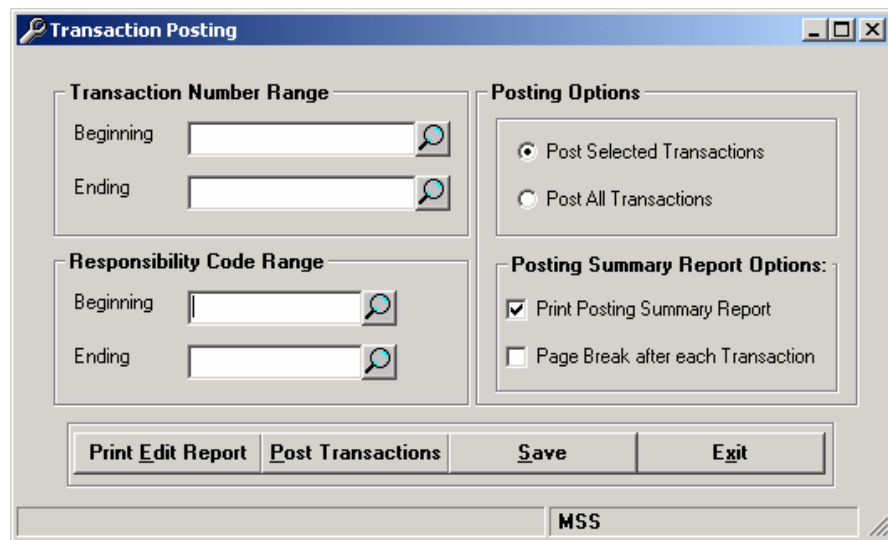 Transaction Posting
Transaction Number Range
Beginning
Ending
Responsibility Code Range
Beginning
Ending
Posting Options
Post Selected Transactions
Post All Transactions
Posting Summary Report Options:
Print Posting Summary Report
Page Break after each Transaction
Print Edit Report Post Transactions Save Exit
MSS